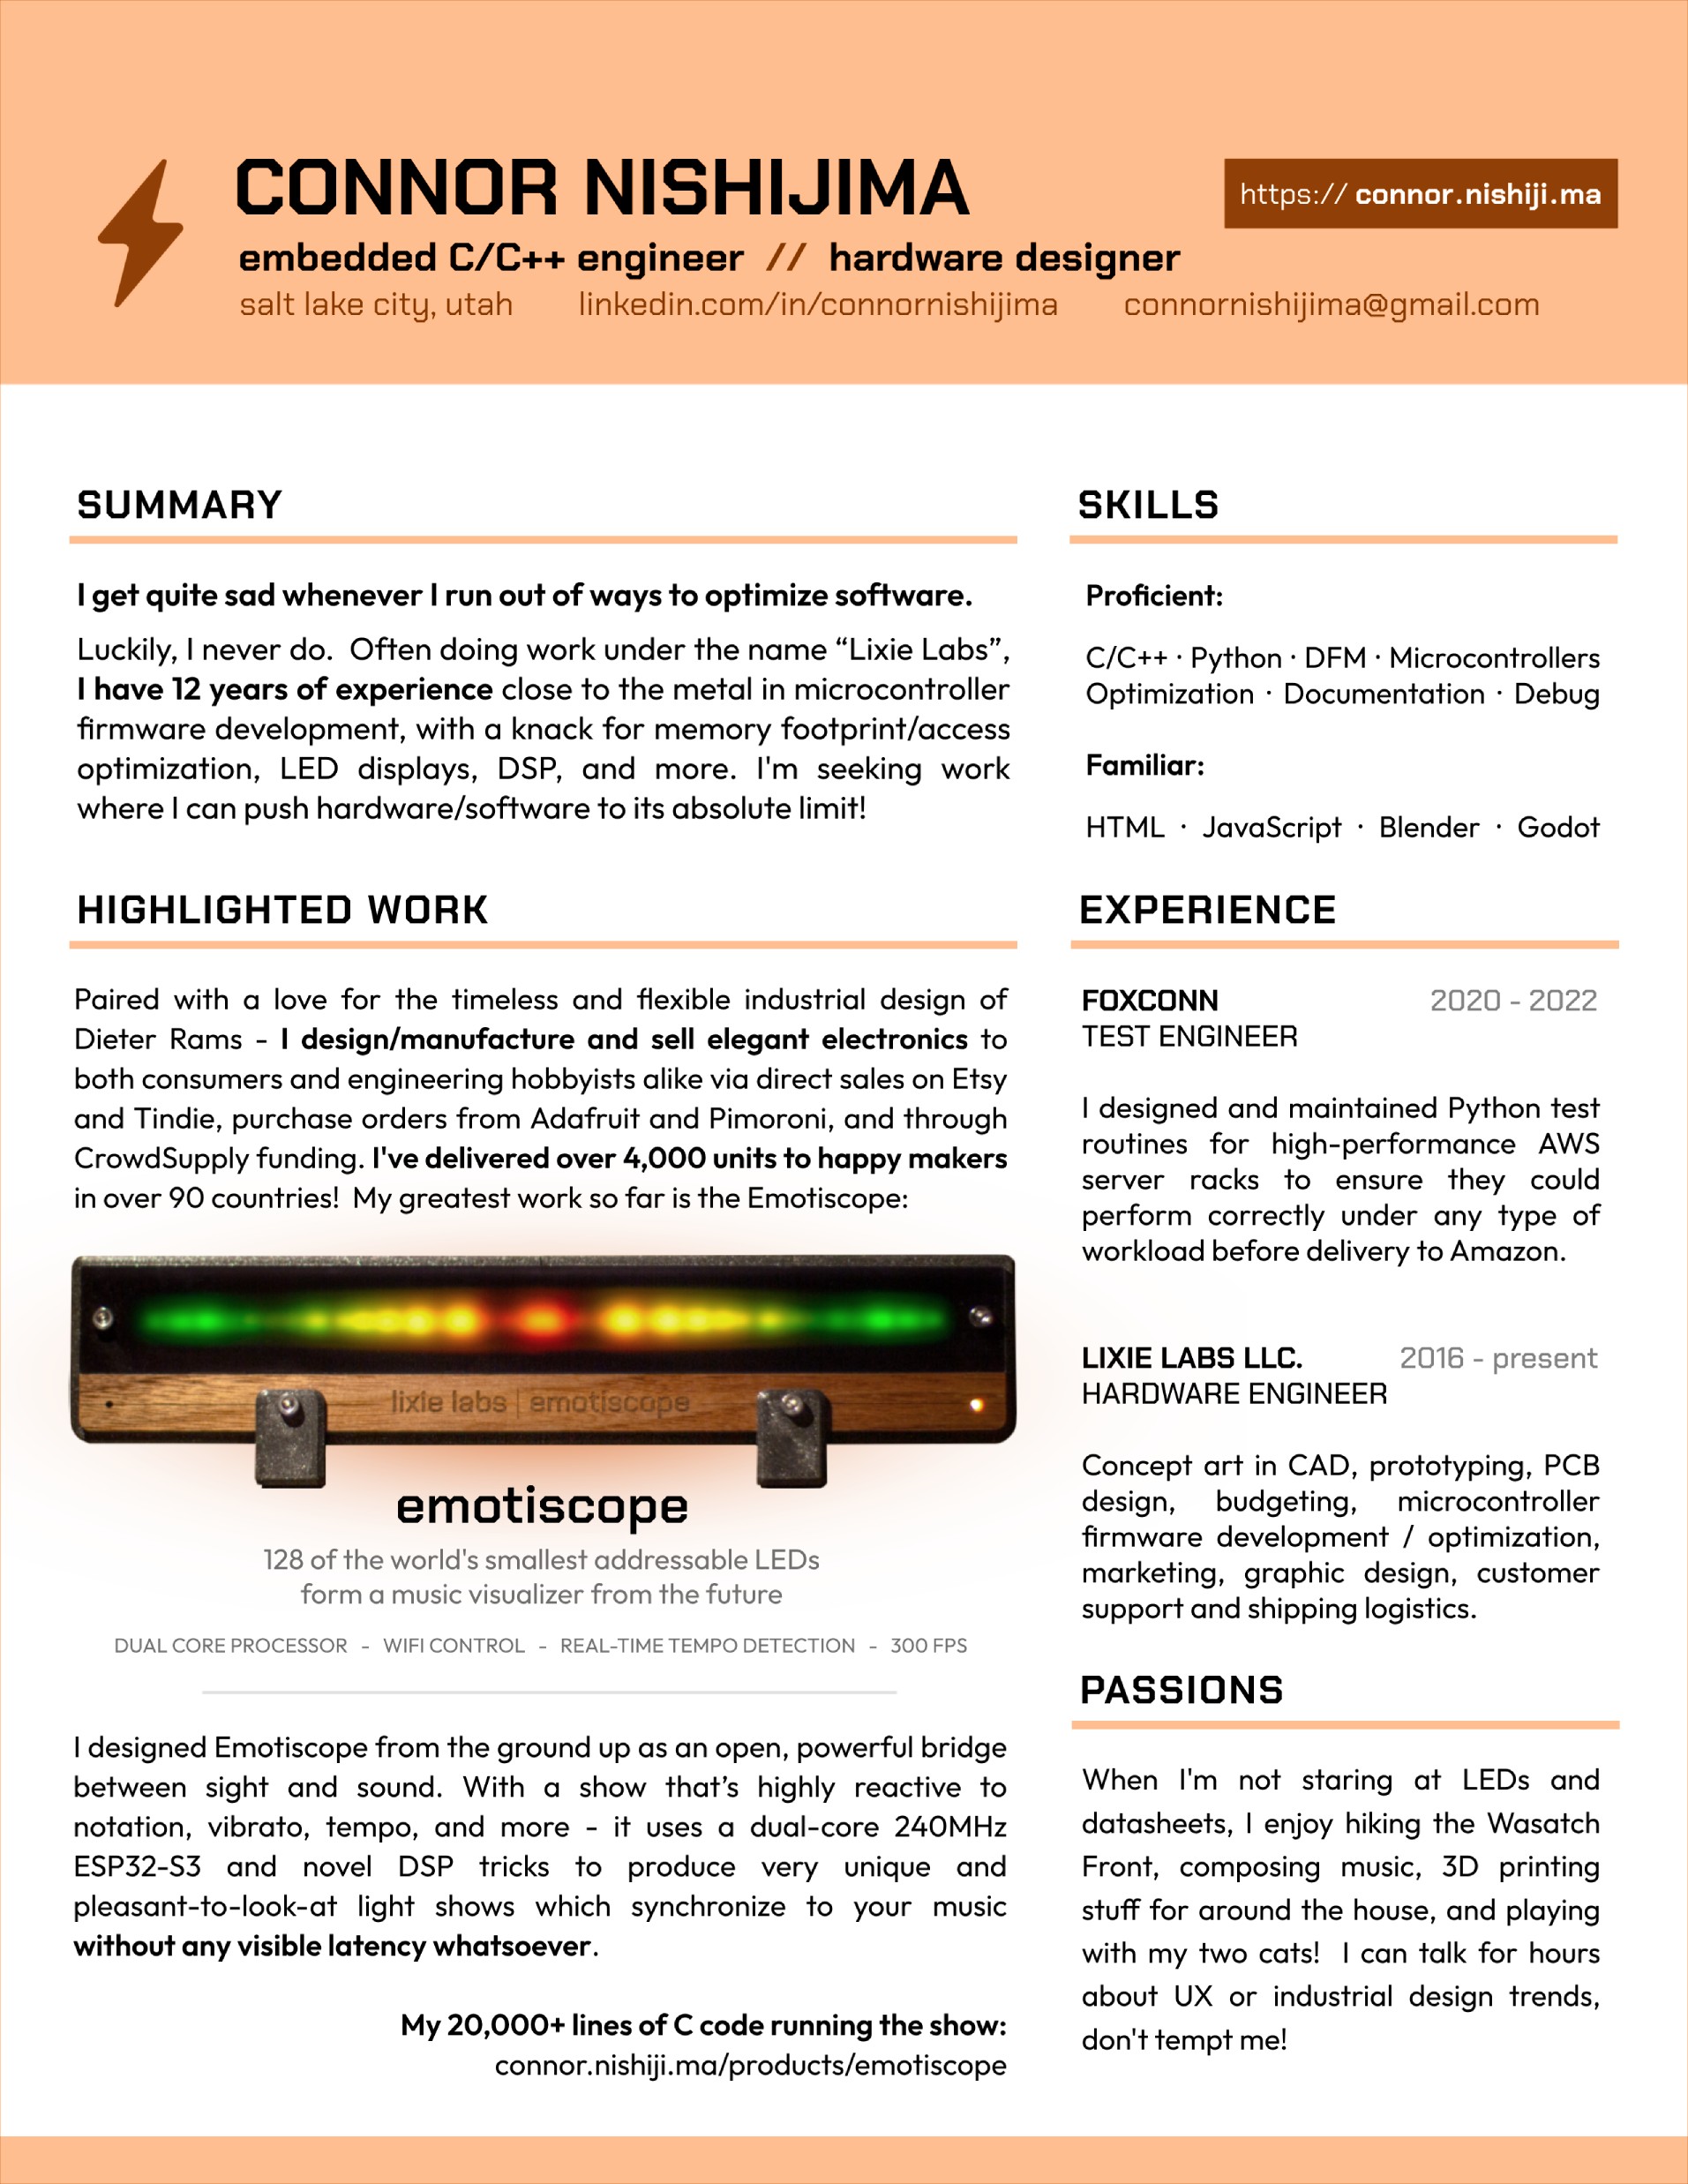 CONNOR NISHIJIMA
https:// connor.nishiji.ma
embedded C/C++ engineer // hardware designer
salt lake city, utah linkedin.com/in/connornishijima connornishijima@gmail.com
SUMMARY
I get quite sad whenever I run out of ways to optimize software.
Luckily, I never do. Often doing work under the name “Lixie Labs”,
I have 12 years of experience close to the metal in microcontroller
firmware development, with a knack for memory footprint/access
optimization, LED displays, DSP, and more. I'm seeking work
where I can push hardware/software to its absolute limit!
HIGHLIGHTED WORK
Paired with a love for the timeless and flexible industrial design of
Dieter Rams - I design/manufacture and sell elegant electronics to
both consumers and engineering hobbyists alike via direct sales on Etsy
and Tindie, purchase orders from Adafruit and Pimoroni, and through
CrowdSupply funding. I've delivered over 4,000 units to happy makers
in over 90 countries! My greatest work so far is the Emotiscope:
lixie labs | emotiscope
emotiscope
128 of the world's smallest addressable LEDs
form a music visualizer from the future
DUAL CORE PROCESSOR - WIFI CONTROL - REAL-TIME TEMPO DETECTION - 300 FPS
I designed Emotiscope from the ground up as an open, powerful bridge
between sight and sound. With a show that’s highly reactive to
notation, vibrato, tempo, and more - it uses a dual-core 240MHz
ESP32-S3 and novel DSP tricks to produce very unique and
pleasant-to-look-at light shows which synchronize to your music
without any visible latency whatsoever.
My 20,000+ lines of C code running the show:
connor.nishiji.ma/products/emotiscope
SKILLS
Proficient:
C/C++ · Python · DFM · Microcontrollers
Optimization · Documentation · Debug
Familiar:
HTML · JavaScript · Blender · Godot
EXPERIENCE
FOXCONN 2020 - 2022
TEST ENGINEER
I designed and maintained Python test
routines for high-performance AWS
server racks to ensure they could
perform correctly under any type of
workload before delivery to Amazon.
LIXIE LABS LLC. 2016 - present
HARDWARE ENGINEER
Concept art in CAD, prototyping, PCB
design, budgeting, microcontroller
firmware development / optimization,
marketing, graphic design, customer
support and shipping logistics.
PASSIONS
When I'm not staring at LEDs and
datasheets, I enjoy hiking the Wasatch
Front, composing music, 3D printing
stuff for around the house, and playing
with my two cats! I can talk for hours
about UX or industrial design trends,
don't tempt me!